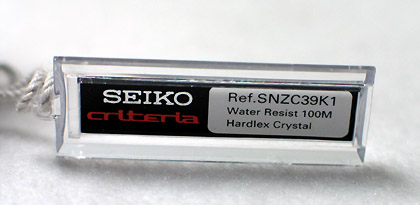 SEIKO
criteria
Ref.SNZC39K1
Water Resist 100M
Hardlex Crystal